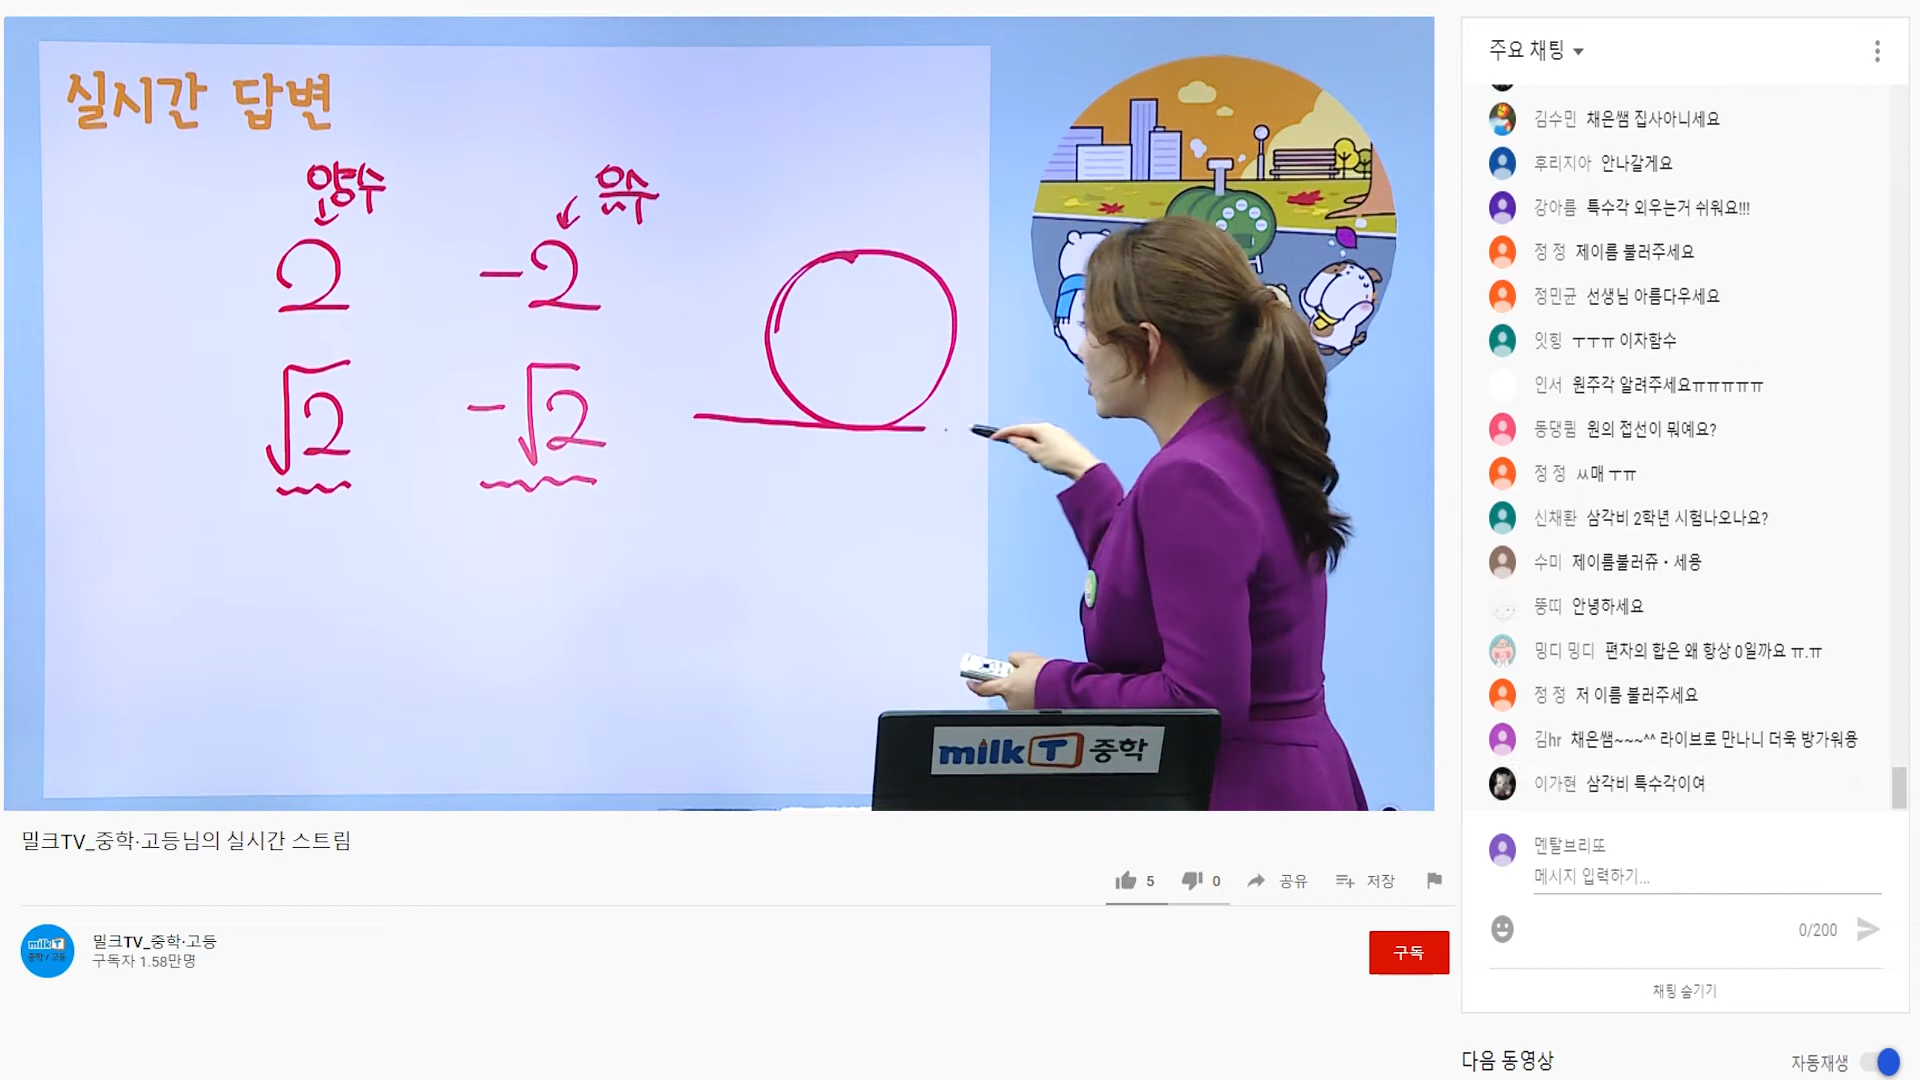 실시간 답변
양수
음수
2
-2
√2
-√2
milk T 중학
밀크TV_중학·고등님의 실시간 스트림
5
0
공유
저장
milk T
중학 / 고등
밀크TV_중학·고등
구독자 1.58만명
구독
주요 채팅
김수민 채은쌤 집사아니세요
후리지아 안나갈게요
강아름 특수각 외우는거 쉬워요!!!
정 정 제이름 불러주세요
정민균 선생님 아름다우세요
잇힝 ㅜㅜㅠ 이차함수
인서 원주각 알려주세요ㅠㅠㅠㅠㅠ
동댕큄 원의 접선이 뭐예요?
정 정 ㅆ매 ㅜㅠ
신채환 삼각비 2학년 시험나오나요?
수미 제이름불러쥬·세용
뚱띠 안녕하세요
밍디 밍디 편차의 합은 왜 항상 0일까요 ㅠ.ㅠ
정 정 저 이름 불러주세요
김hr 채은쌤~~~^^ 라이브로 만나니 더욱 방가워용
이가현 삼각비 특수각이여
멘탈브리또
메시지 입력하기...
0/200
채팅 숨기기
다음 동영상
자동재생